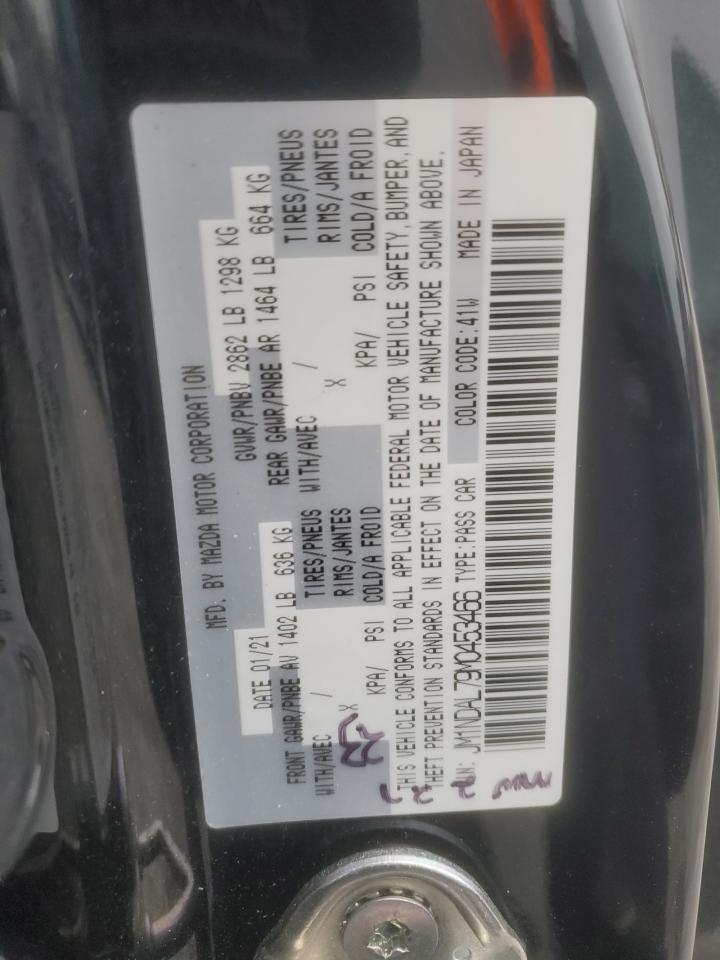 MFD. BY MAZDA MOTOR CORPORATION
DATE 01/21 GVWR/PNBV 2862 LB 1298 KG
FRONT GAWR/PNBE AV 1402 LB 636 KG REAR GAWR/PNBE AR 1464 LB 664 KG
WITH/AVEC / TIRES/PNEUS WITH/AVEC / TIRES/PNEUS
X RIMS/JANTES X RIMS/JANTES
KPA/ PSI COLD/A FROID KPA/ PSI COLD/A FROID
THIS VEHICLE CONFORMS TO ALL APPLICABLE FEDERAL MOTOR VEHICLE SAFETY, BUMPER, AND
THEFT PREVENTION STANDARDS IN EFFECT ON THE DATE OF MANUFACTURE SHOWN ABOVE.
JM1NDAL79M0453466 TYPE:PASS CAR COLOR CODE:41W MADE IN JAPAN